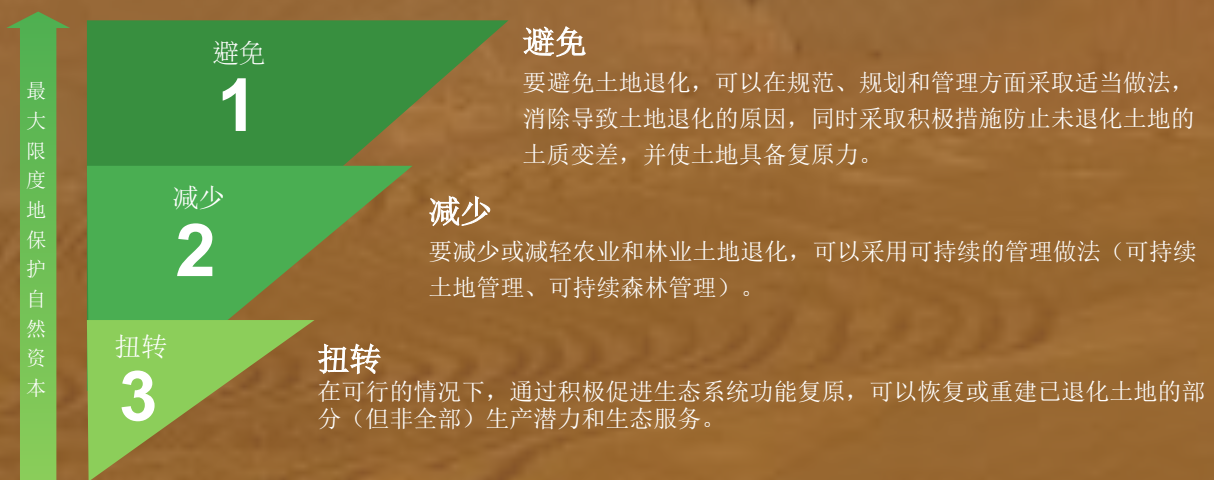 最大限度地保护自然资本
避免
1
避免
要避免土地退化，可以在规范、规划和管理方面采取适当做法，
消除导致土地退化的原因，同时采取积极措施防止未退化土地的
土质变差，并使土地具备复原力。
减少
2
减少
要减少或减轻农业和林业土地退化，可以采用可持续的管理做法（可持续
土地管理、可持续森林管理）。
扭转
3
扭转
在可行的情况下，通过积极促进生态系统功能复原，可以恢复或重建已退化土地的部
分（但非全部）生产潜力和生态服务。